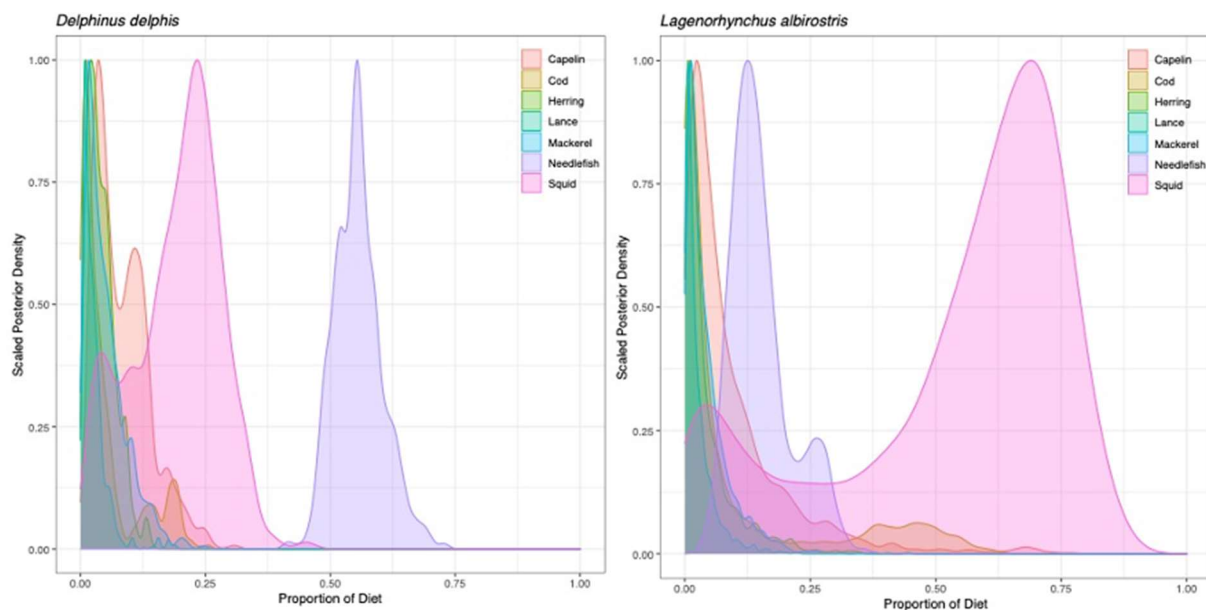 Delphinus delphis
Scaled Posterior Density
1.00
0.75
0.50
0.25
0.00
0.00 0.25 0.50 0.75 1.00
Proportion of Diet
Capelin
Cod
Herring
Lance
Mackerel
Needlefish
Squid
Lagenorhynchus albirostris
Scaled Posterior Density
1.00
0.75
0.50
0.25
0.00
0.00 0.25 0.50 0.75 1.00
Proportion of Diet
Capelin
Cod
Herring
Lance
Mackerel
Needlefish
Squid